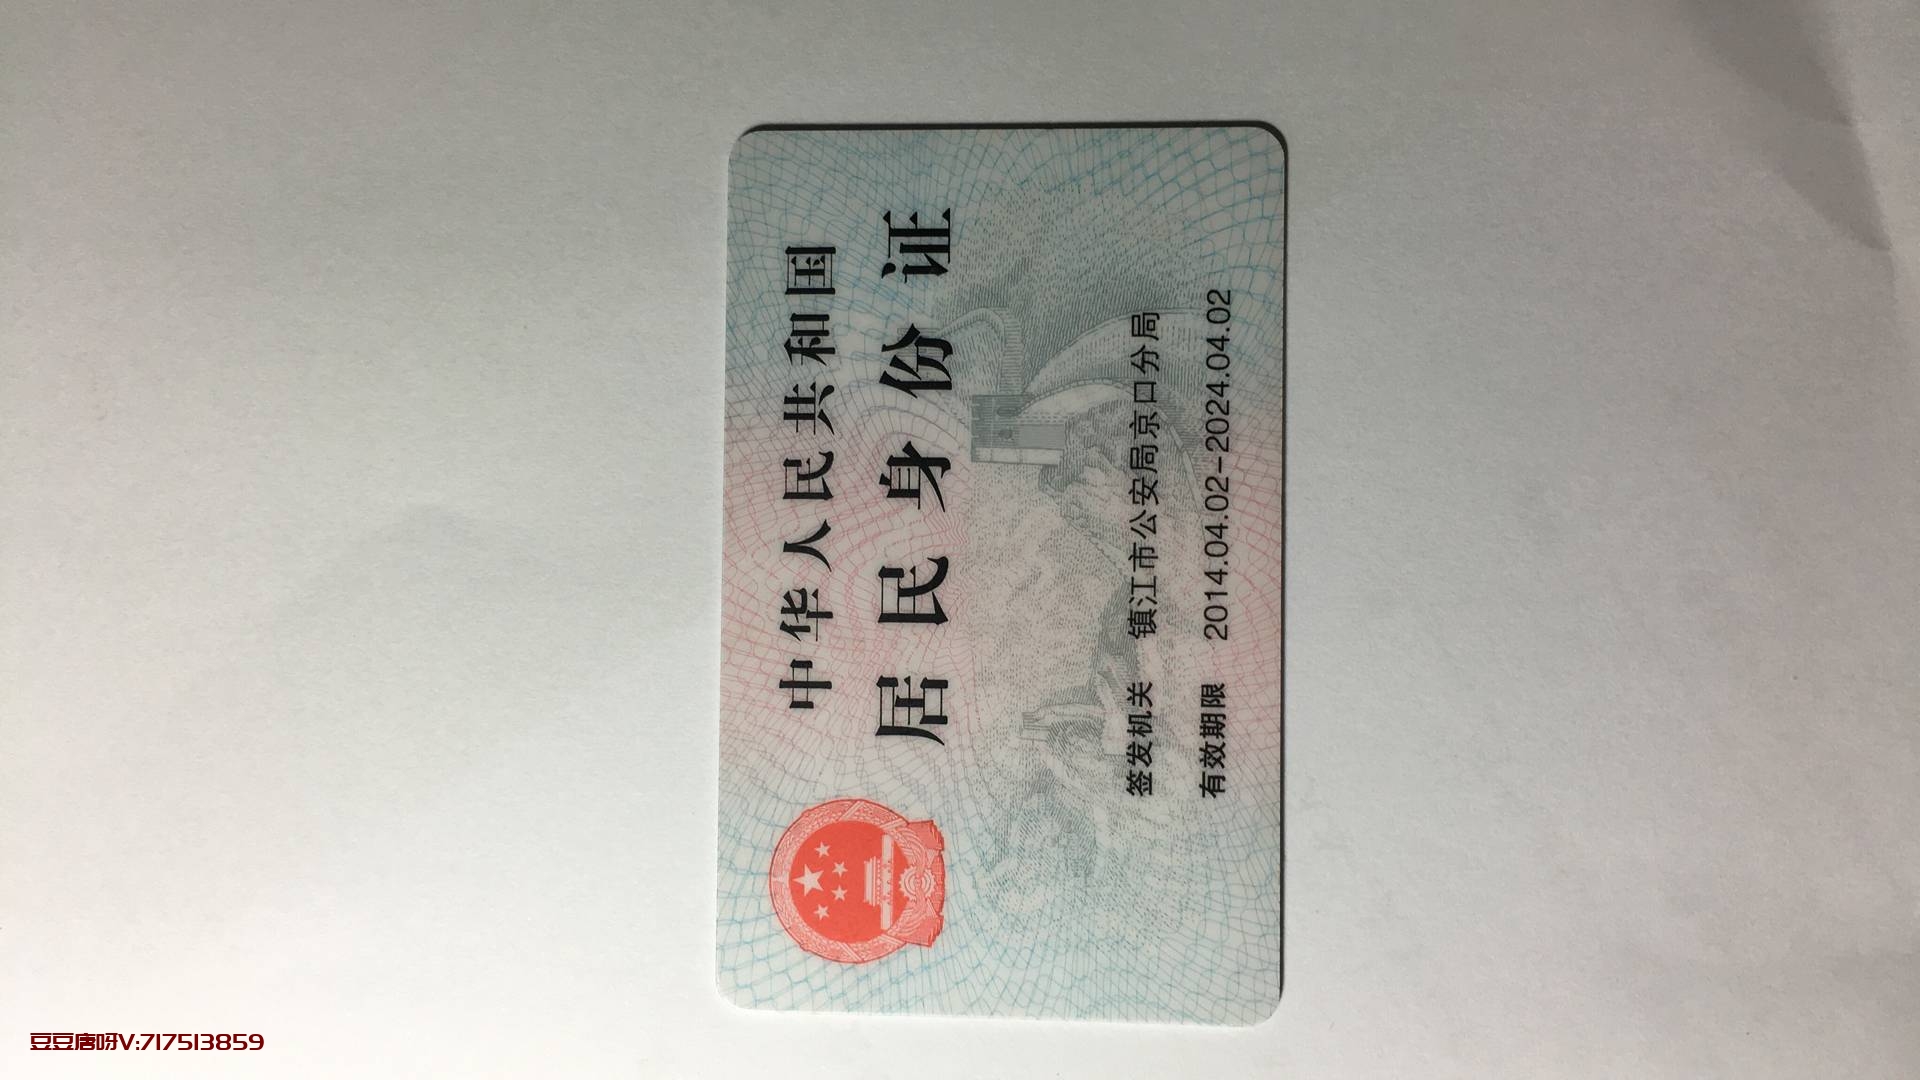 中华人民共和国
居民身份证
签发机关 镇江市公安局京口分局
有效期限 2014.04.02-2024.04.02
豆豆唐呀V:717513859